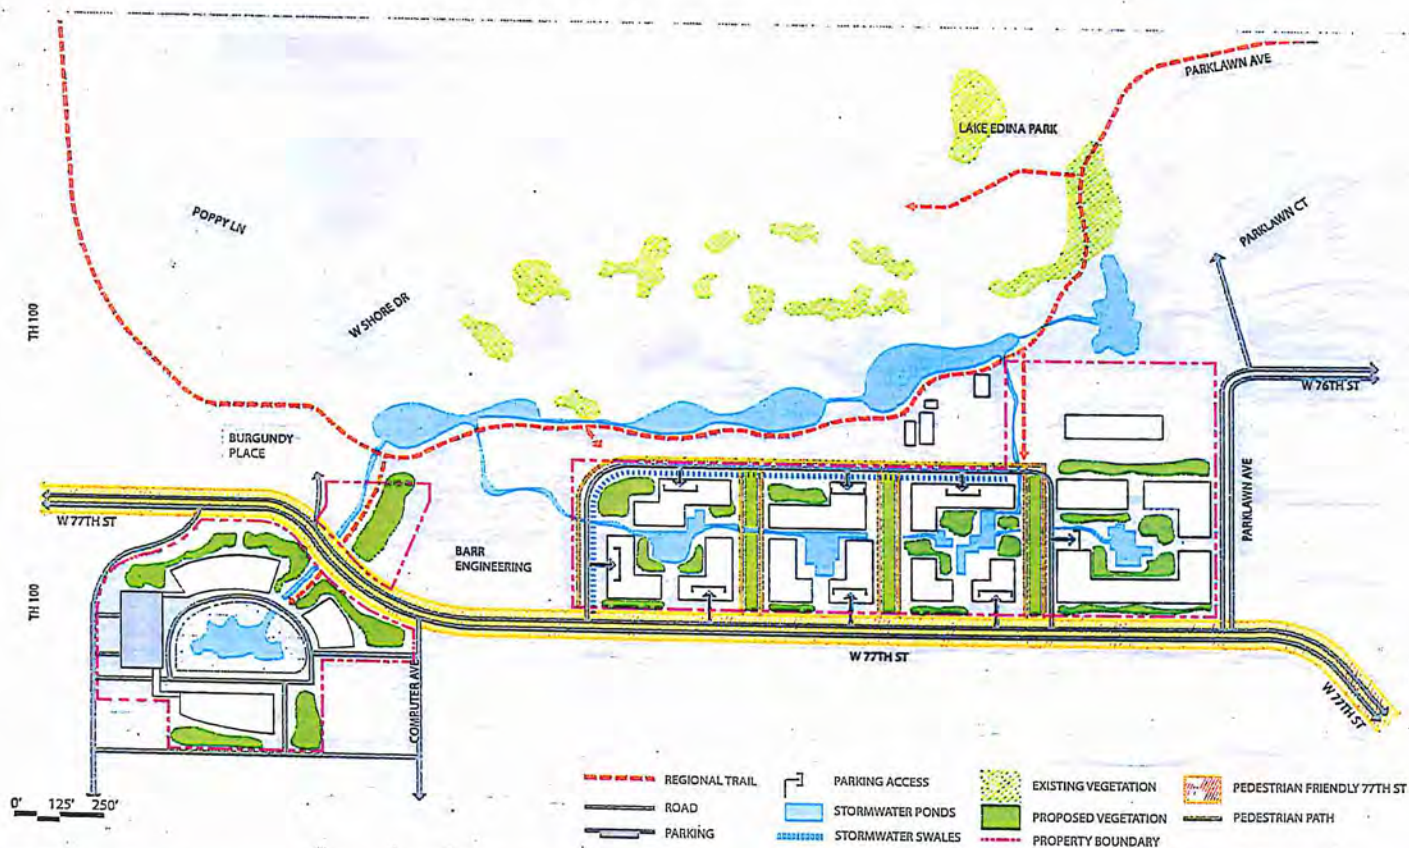 PARKLAWN AVE
LAKE EDINA PARK
POPPY LN
PARKLAWN CT
W SHORE DR
TH 100
W 76TH ST
BURGUNDY
PLACE
PARKLAWN AVE
W 77TH ST
BARR
ENGINEERING
TH 100
W 77TH ST
COMPUTER AVE
W 77TH ST
0' 125' 250'
REGIONAL TRAIL
ROAD
PARKING
PARKING ACCESS
STORMWATER PONDS
STORMWATER SWALES
EXISTING VEGETATION
PROPOSED VEGETATION
PROPERTY BOUNDARY
PEDESTRIAN FRIENDLY 77TH ST
PEDESTRIAN PATH